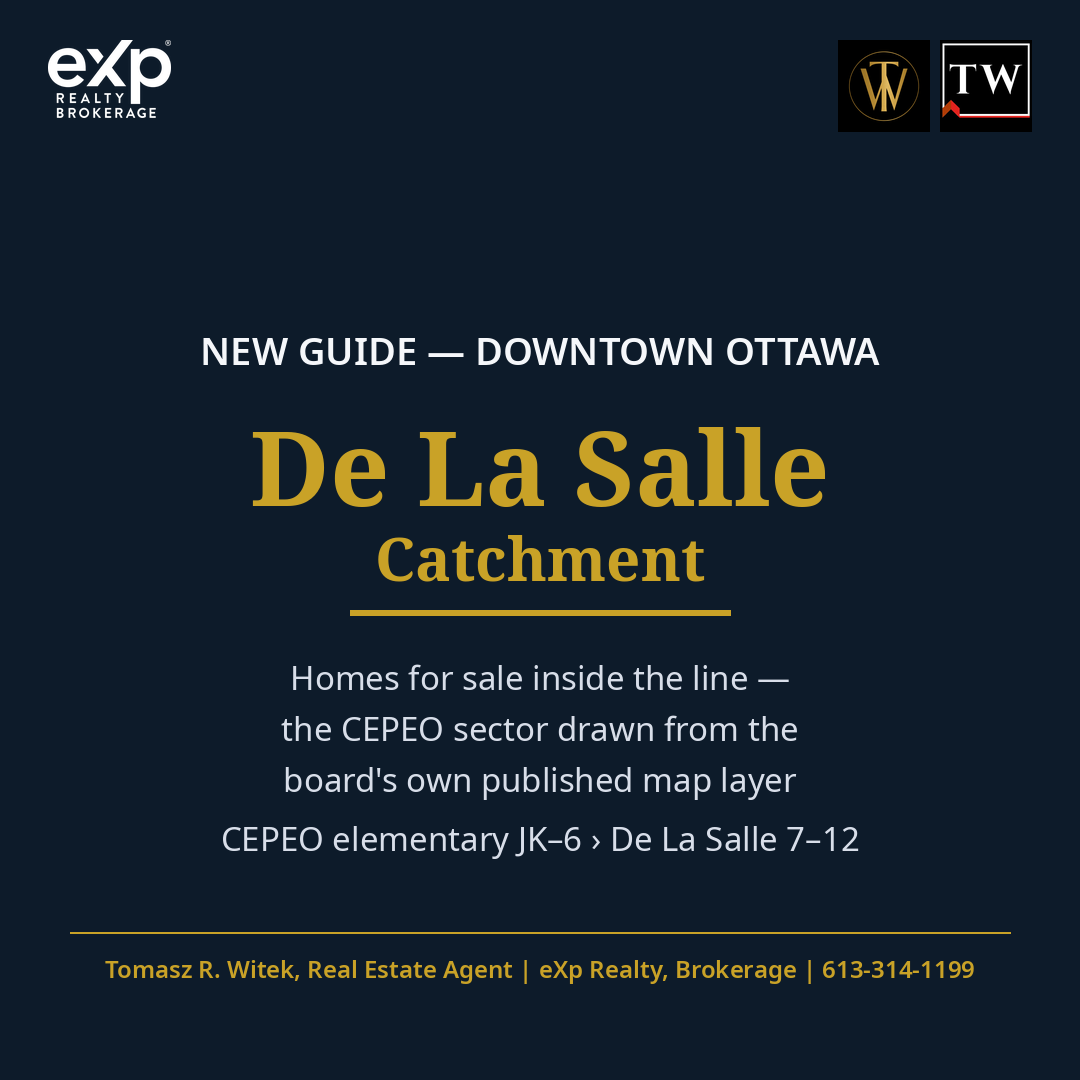 eXp®
REALTY
BROKERAGE
TW
TW
NEW GUIDE — DOWNTOWN OTTAWA
De La Salle
Catchment
Homes for sale inside the line —
the CEPEO sector drawn from the
board's own published map layer
CEPEO elementary JK–6 › De La Salle 7–12
Tomasz R. Witek, Real Estate Agent | eXp Realty, Brokerage | 613-314-1199